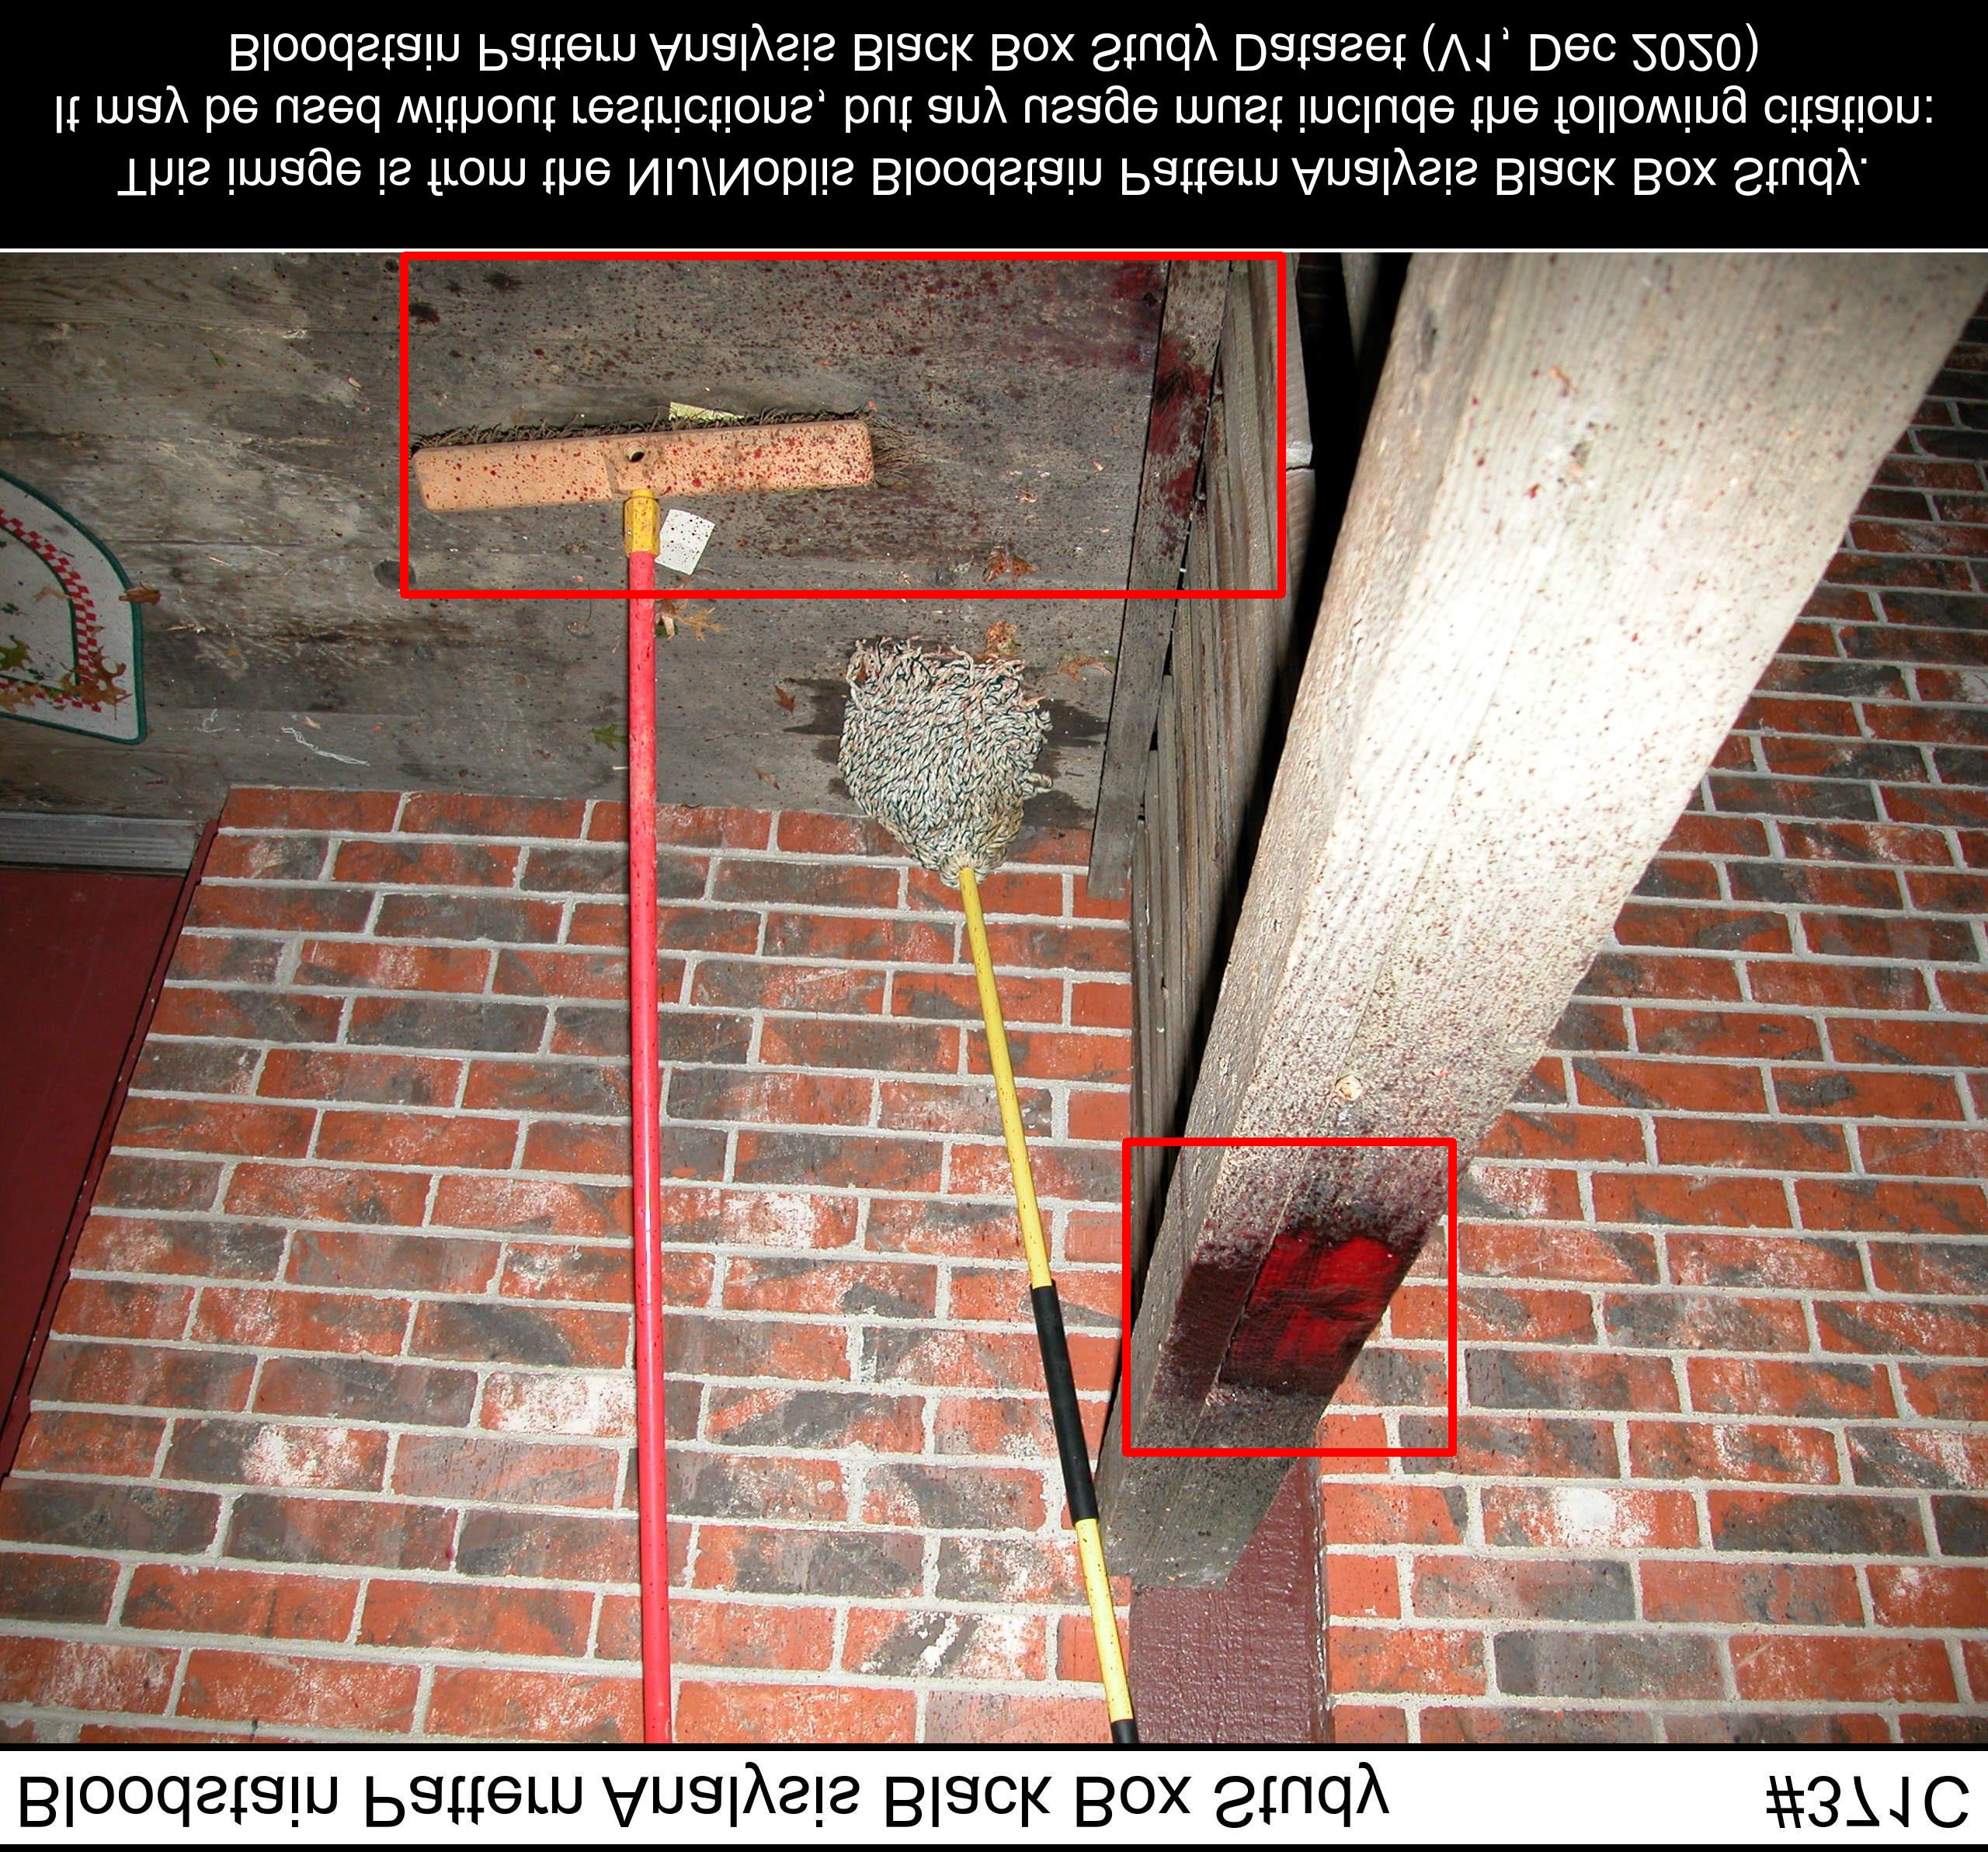 Bloodstain Pattern Analysis Black Box Study #371C
This image is from the NIJ/Noblis Bloodstain Pattern Analysis Black Box Study.
It may be used without restrictions, but any usage must include the following citation:
Bloodstain Pattern Analysis Black Box Study Dataset (V1, Dec 2020)